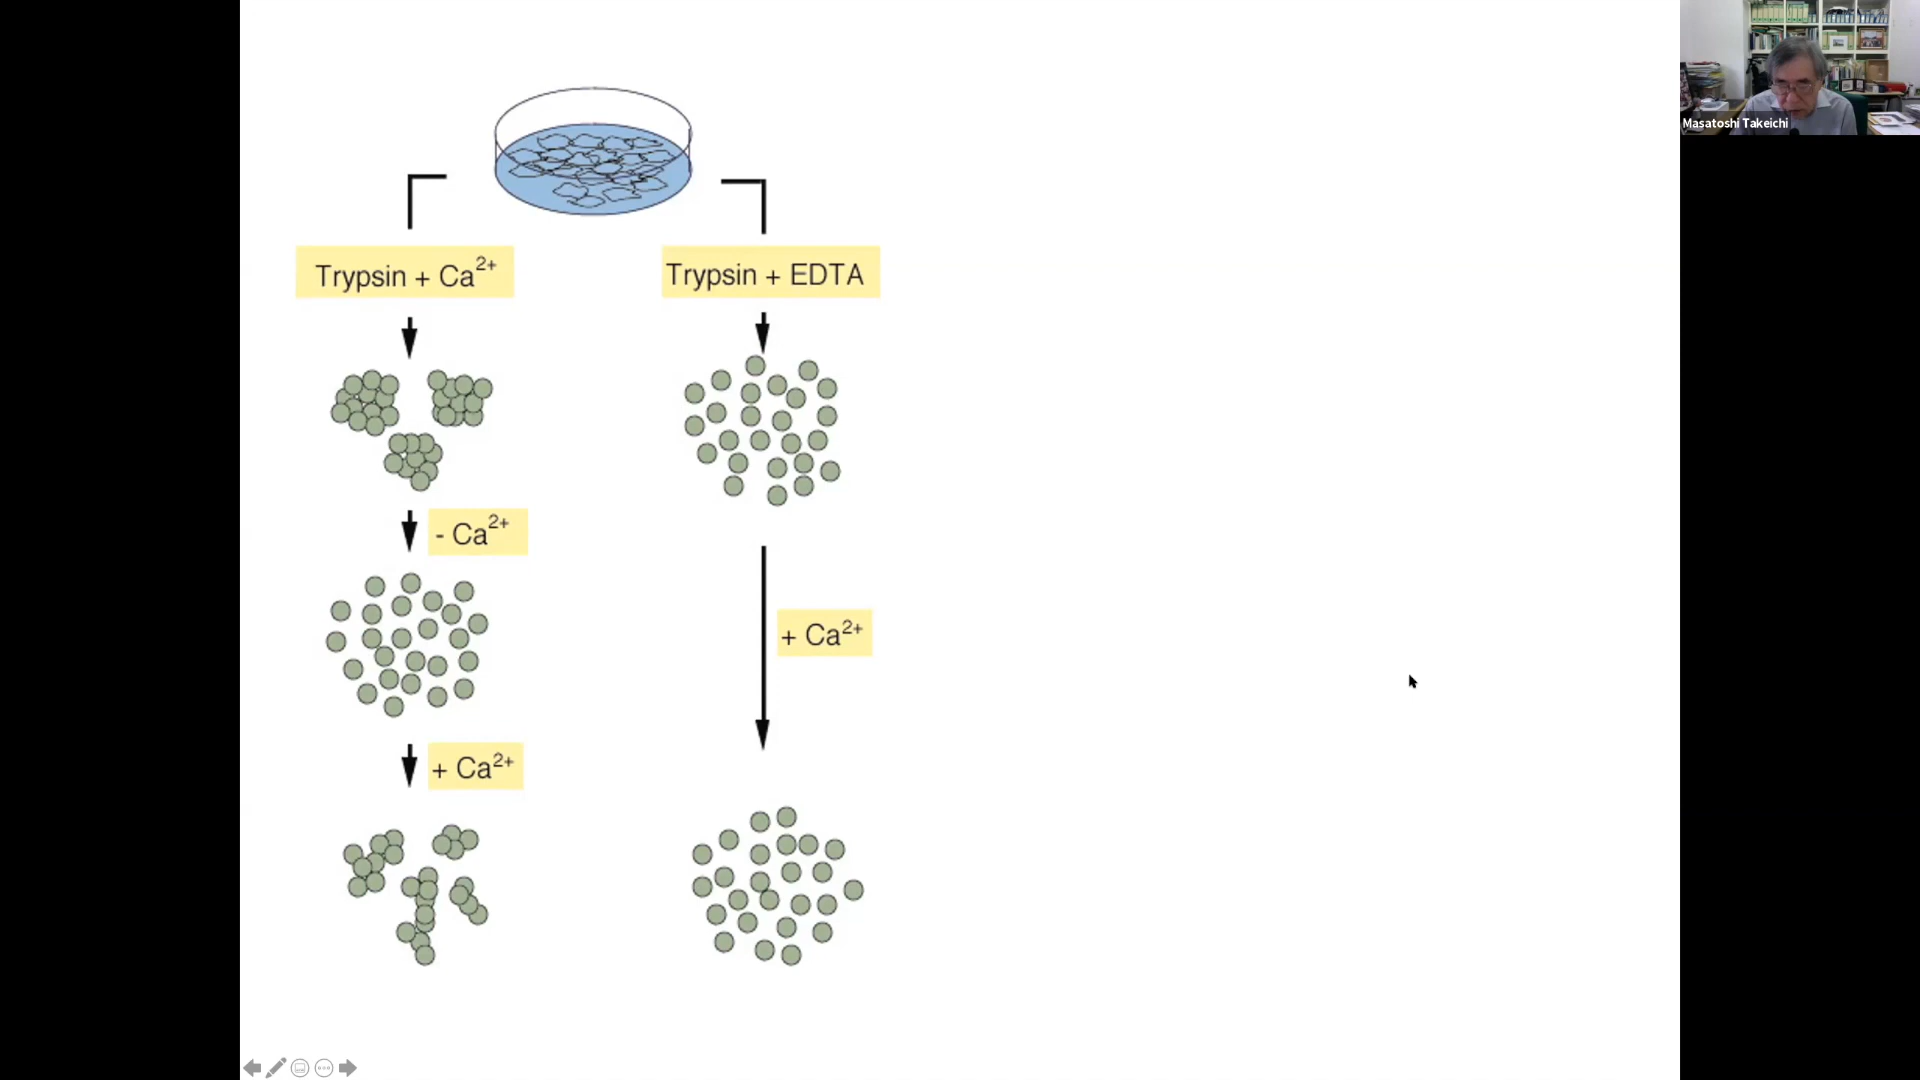 Masatoshi Takeichi
Trypsin + Ca2+
Trypsin + EDTA
- Ca2+
+ Ca2+
+ Ca2+